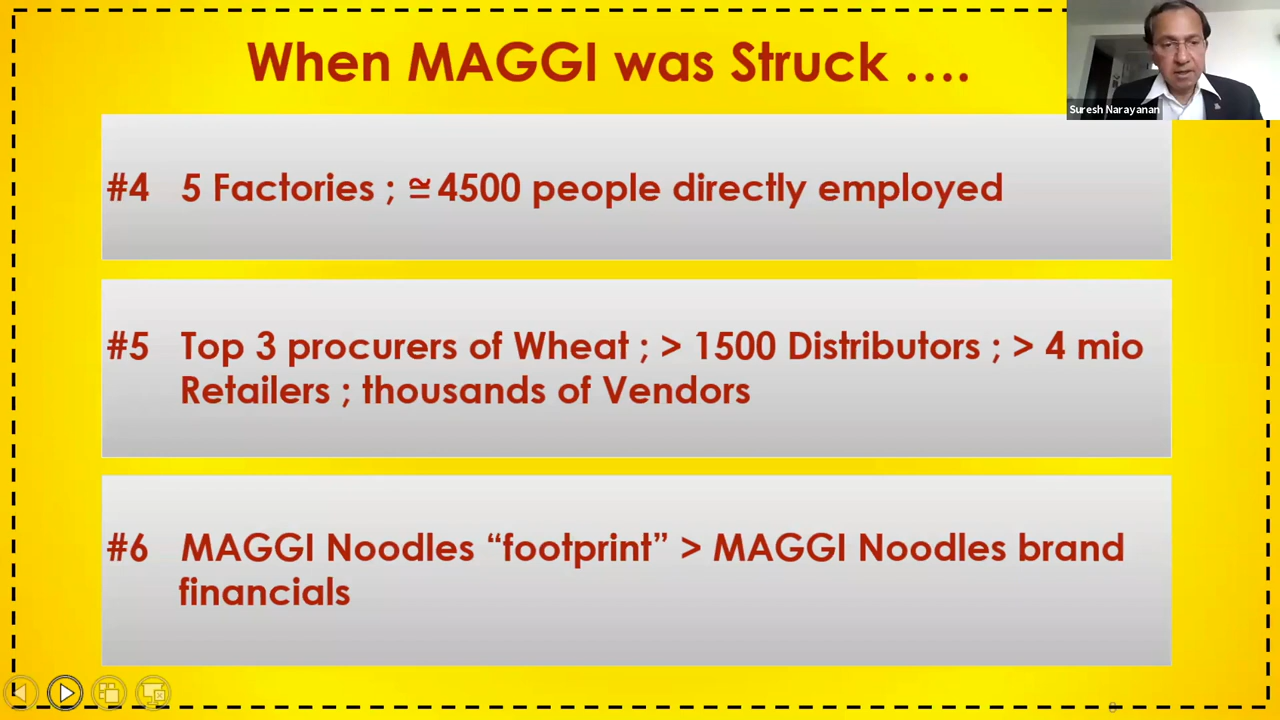 When MAGGI was Struck ....
Suresh Narayanan
#4 5 Factories ; ≅ 4500 people directly employed
#5 Top 3 procurers of Wheat ; > 1500 Distributors ; > 4 mio
Retailers ; thousands of Vendors
#6 MAGGI Noodles “footprint” > MAGGI Noodles brand
financials